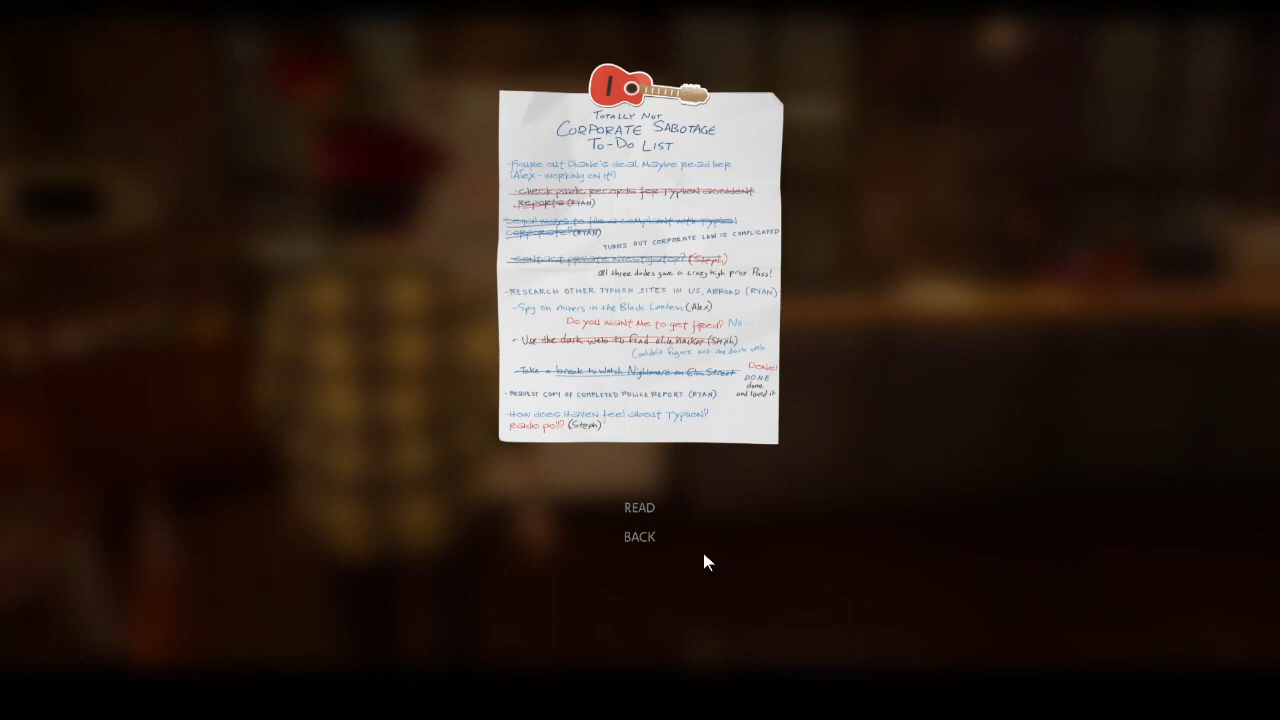 TOTALLY NOT
CORPORATE SABOTAGE
TO-DO LIST
-Figure out Diane's deal. Maybe read her
(Alex - working on it!)
-Check public records for Typhon accident
reports (RYAN)
Legal ways to file a complaint with Typhon
corporate? (RYAN)
TURNS OUT CORPORATE LAW IS COMPLICATED
-Contact private investigator? (Steph)
all three dudes gave a crazy high price. Pass!
-RESEARCH OTHER TYPHON SITES IN US, ABROAD (RYAN)
-Spy on miners in the Black Lantern (Alex)
Do you want me to get fired? No
- Use the dark web to find elite hacker (Steph)
Couldn't figure out the dark web
-Take a break to watch Nightmare on Elm Street
DONE!
DONE
done
and loved it
-REQUEST COPY OF COMPLETED POLICE REPORT (RYAN)
-How does Haven feel about Typhon?
Radio poll? (Steph)
READ
BACK